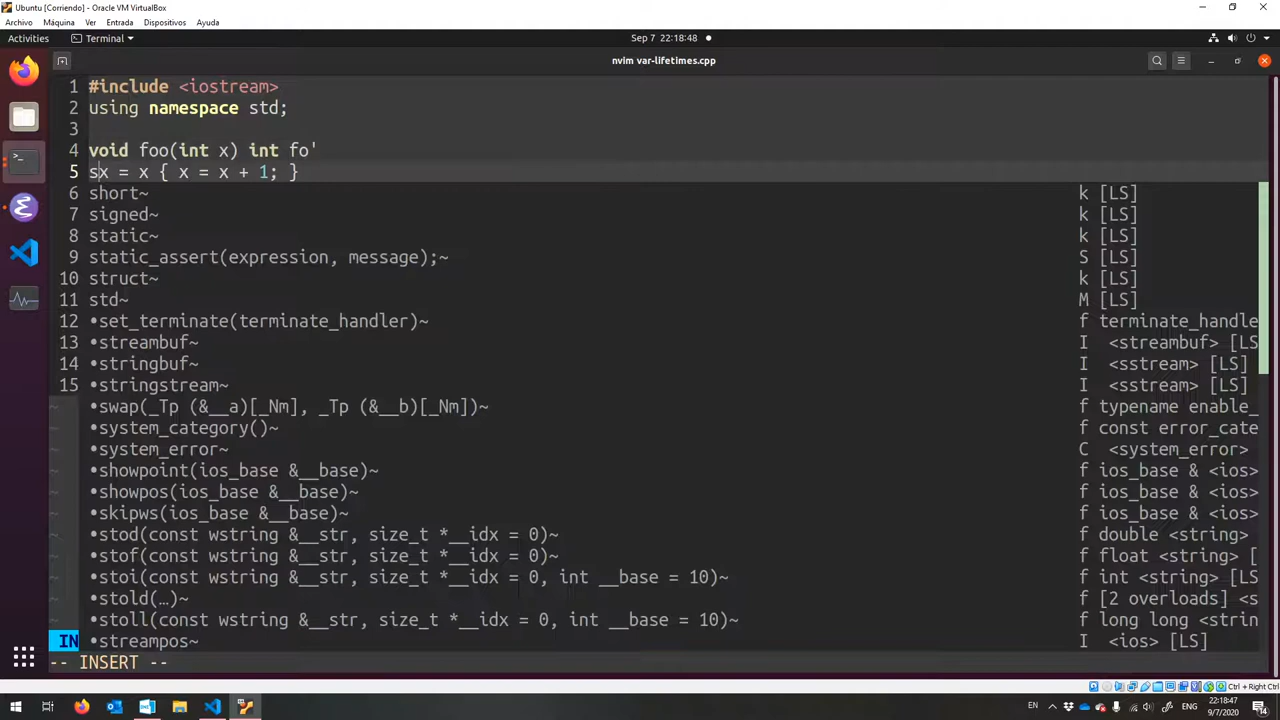 Ubuntu [Corriendo] - Oracle VM VirtualBox
Archivo Máquina Ver Entrada Dispositivos Ayuda
Activities Terminal Sep 7 22:18:48
nvim var-lifetimes.cpp
1 #include <iostream>
2 using namespace std;
3
4 void foo(int x) int fo'
5 sx = x { x = x + 1; }
6 short~ k [LS]
7 signed~ k [LS]
8 static~ k [LS]
9 static_assert(expression, message);~ S [LS]
10 struct~ k [LS]
11 std~ M [LS]
12 •set_terminate(terminate_handler)~ f terminate_handle
13 •streambuf~ I <streambuf> [LS
14 •stringbuf~ I <sstream> [LS]
15 •stringstream~ I <sstream> [LS]
~ •swap(_Tp (&__a)[_Nm], _Tp (&__b)[_Nm])~ f typename enable_
~ •system_category()~ f const error_cate
~ •system_error~ C <system_error>
~ •showpoint(ios_base &__base)~ f ios_base & <ios>
~ •showpos(ios_base &__base)~ f ios_base & <ios>
~ •skipws(ios_base &__base)~ f ios_base & <ios>
~ •stod(const wstring &__str, size_t *__idx = 0)~ f double <string>
~ •stof(const wstring &__str, size_t *__idx = 0)~ f float <string> [
~ •stoi(const wstring &__str, size_t *__idx = 0, int __base = 10)~ f int <string> [LS
~ •stold(…)~ f [2 overloads] <s
~ •stoll(const wstring &__str, size_t *__idx = 0, int __base = 10)~ f long long <strin
IN •streampos~ I <ios> [LS]
-- INSERT --
Ctrl + Right Ctrl
EN ENG 22:18:47
9/7/2020 14